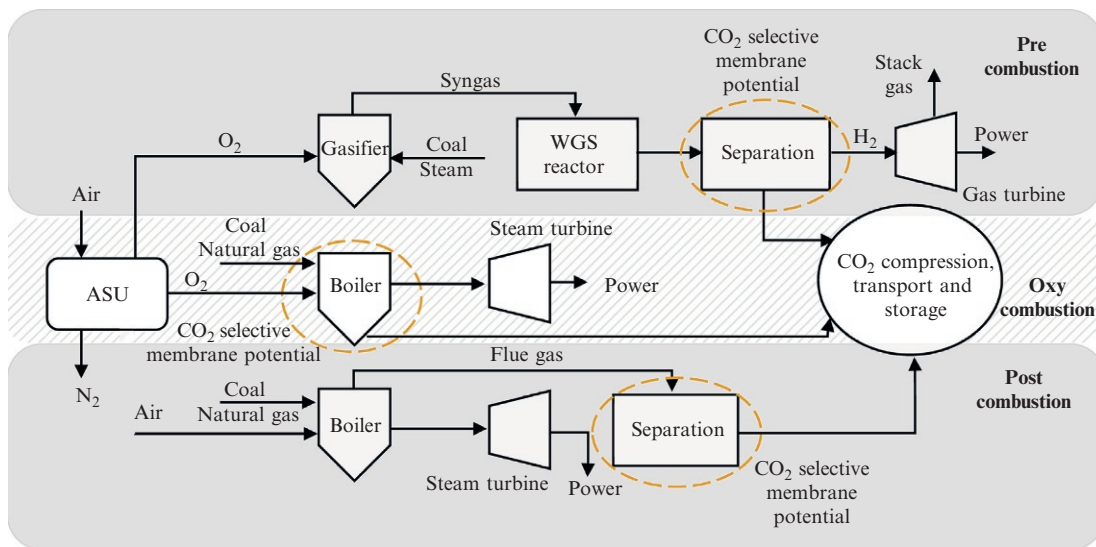 CO₂ selective
membrane
potential
Pre
combustion
Stack
gas
Syngas
O₂
Gasifier
Coal
Steam
WGS
reactor
Separation
H₂
Power
Gas turbine
Air
Coal
Natural gas
Steam turbine
ASU
O₂
Boiler
Power
CO₂ compression,
transport and
storage
Oxy
combustion
CO₂ selective
membrane potential
N₂
Flue gas
Post
combustion
Coal
Natural gas
Air
Boiler
Steam turbine
Power
Separation
CO₂ selective
membrane
potential